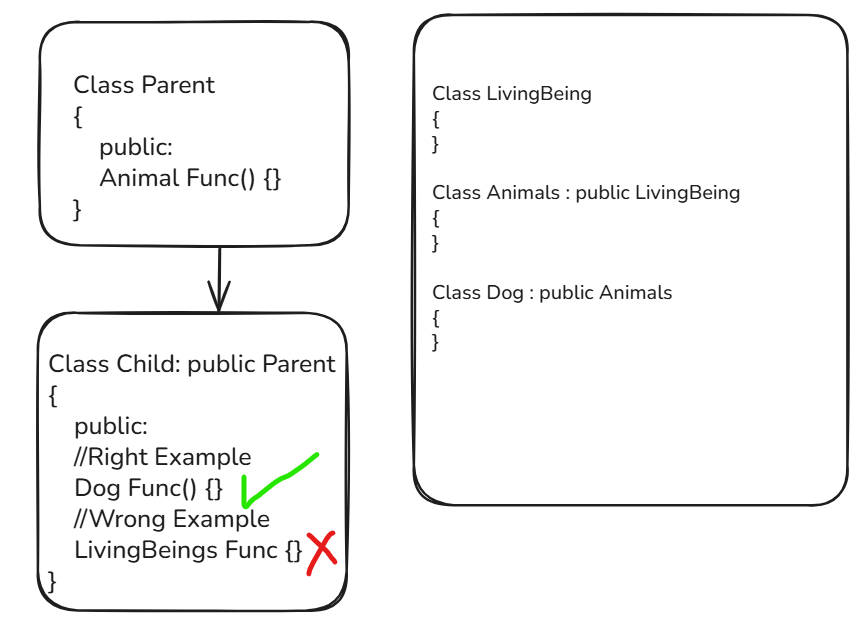 Class Parent
{
public:
Animal Func() {}
}
Class Child: public Parent
{
public:
//Right Example
Dog Func() {}
//Wrong Example
LivingBeings Func {}
}
Class LivingBeing
{
}
Class Animals : public LivingBeing
{
}
Class Dog : public Animals
{
}